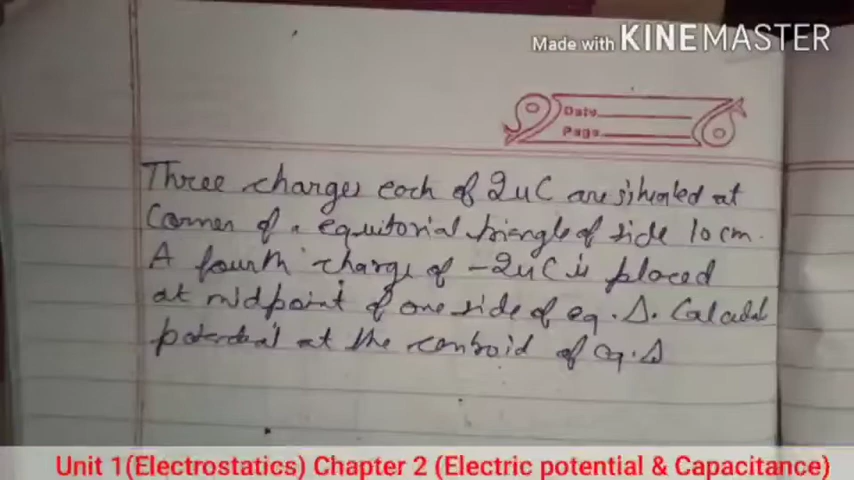 Made with KINEMASTER
Date
Page
Three charges each of 2uC are situated at
Corner of a equitorial triangle of side 10 cm.
A fourth charge of -2uC is placed
at midpoint of one side of eq. Δ. Calculat
potential at the centroid of eq. Δ
Unit 1(Electrostatics) Chapter 2 (Electric potential & Capacitance)